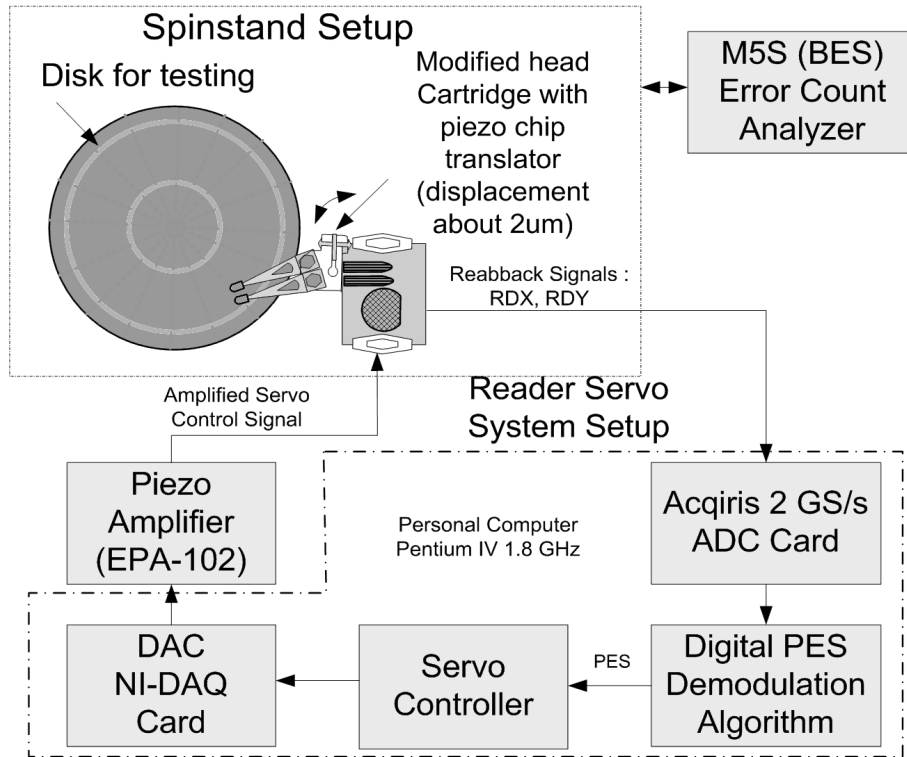 Spinstand Setup
Disk for testing
Modified head
Cartridge with
piezo chip
translator
(displacement
about 2um)
M5S (BES)
Error Count
Analyzer
Reabback Signals :
RDX, RDY
Amplified Servo
Control Signal
Reader Servo
System Setup
Piezo
Amplifier
(EPA-102)
Personal Computer
Pentium IV 1.8 GHz
Acqiris 2 GS/s
ADC Card
DAC
NI-DAQ
Card
Servo
Controller
PES
Digital PES
Demodulation
Algorithm